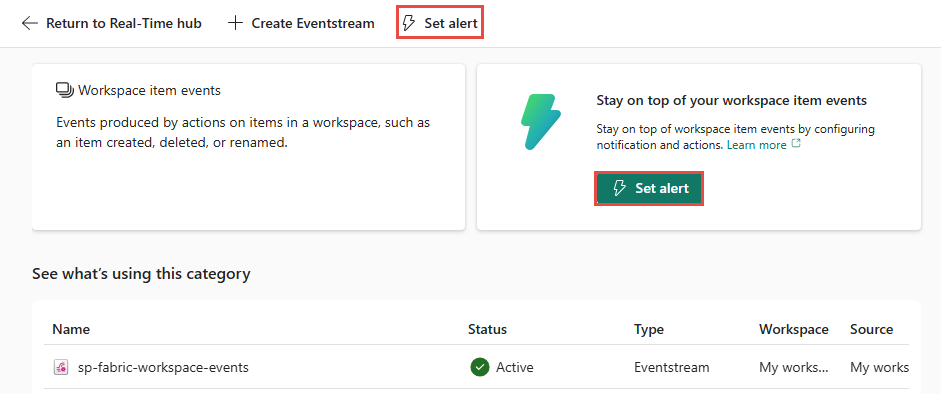 Return to Real-Time hub Create Eventstream Set alert
Workspace item events
Events produced by actions on items in a workspace, such as
an item created, deleted, or renamed.
Stay on top of your workspace item events
Stay on top of workspace item events by configuring
notification and actions. Learn more
Set alert
See what's using this category
Name Status Type Workspace Source
sp-fabric-workspace-events Active Eventstream My works... My works